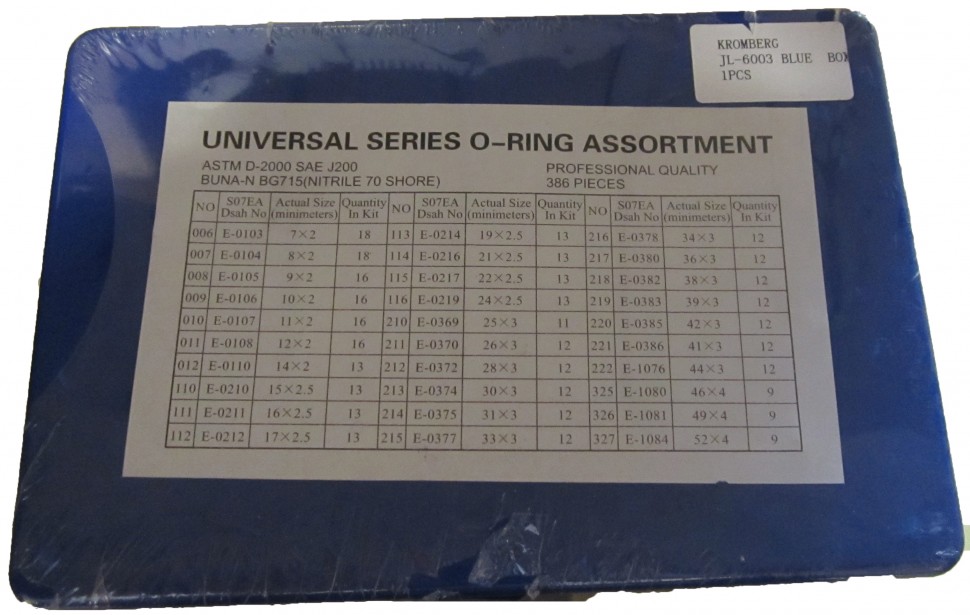 KROMBERG
JL-6003 BLUE BOX
1PCS
UNIVERSAL SERIES O-RING ASSORTMENT
ASTM D-2000 SAE J200 PROFESSIONAL QUALITY
BUNA-N BG715(NITRILE 70 SHORE) 386 PIECES
NO S07EA Dsah No Actual Size (minimeters) Quantity In Kit NO S07EA Dsah No Actual Size (minimeters) Quantity In Kit NO S07EA Dsah No Actual Size (minimeters) Quantity In Kit
006 E-0103 7×2 18 113 E-0214 19×2.5 13 216 E-0378 34×3 12
007 E-0104 8×2 18 114 E-0216 21×2.5 13 217 E-0380 36×3 12
008 E-0105 9×2 16 115 E-0217 22×2.5 13 218 E-0382 38×3 12
009 E-0106 10×2 16 116 E-0219 24×2.5 13 219 E-0383 39×3 12
010 E-0107 11×2 16 210 E-0369 25×3 11 220 E-0385 42×3 12
011 E-0108 12×2 16 211 E-0370 26×3 12 221 E-0386 41×3 12
012 E-0110 14×2 13 212 E-0372 28×3 12 222 E-1076 44×3 12
110 E-0210 15×2.5 13 213 E-0374 30×3 12 325 E-1080 46×4 9
111 E-0211 16×2.5 13 214 E-0375 31×3 12 326 E-1081 49×4 9
112 E-0212 17×2.5 13 215 E-0377 33×3 12 327 E-1084 52×4 9